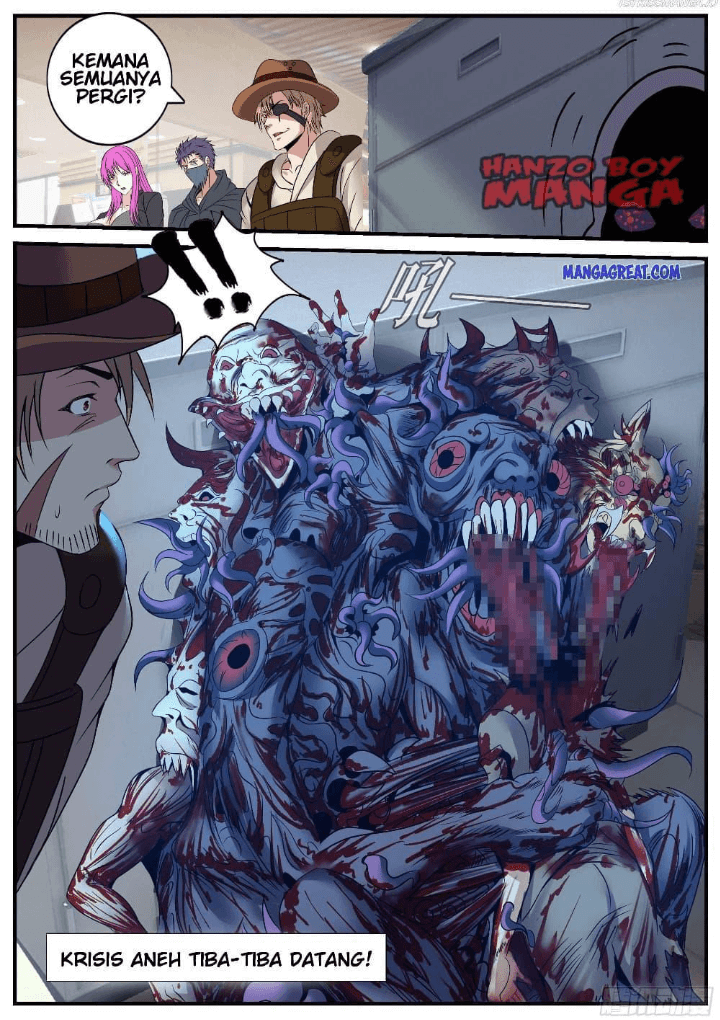 KEMANA
SEMUANYA
PERGI?
HANZO BOY
MANGA
!!
MANGAGREAT.COM
吼
KRISIS ANEH TIBA-TIBA DATANG!